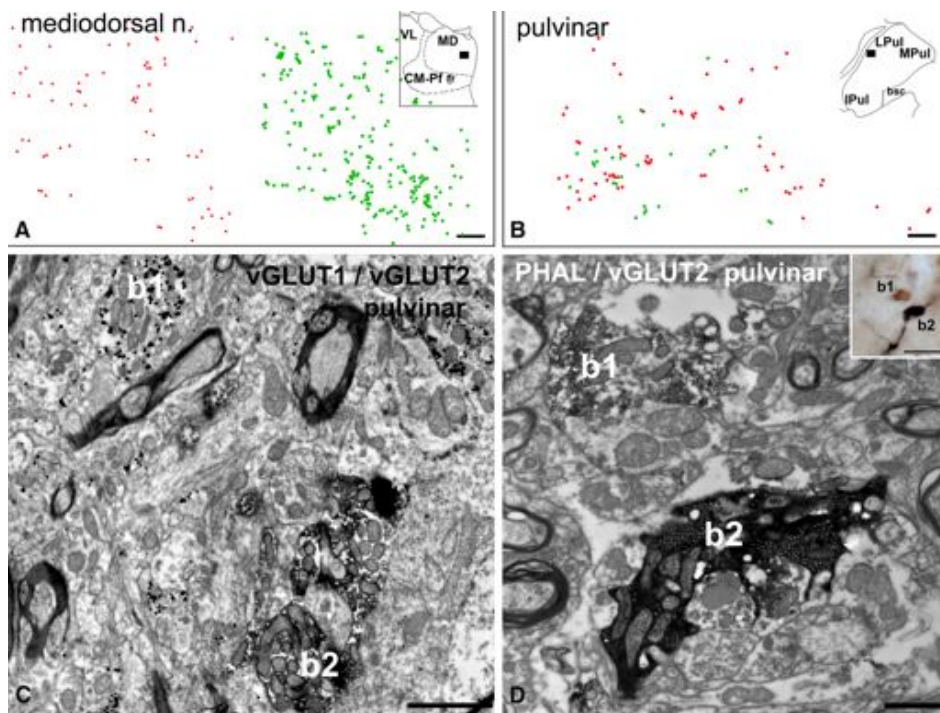 mediodorsal n.
VL
MD
CM-Pf
A
pulvinar
LPul
MPul
IPul
bsc
B
b1
vGLUT1 / vGLUT2
pulvinar
b2
C
PHAL / vGLUT2 pulvinar
b1
b1
b2
b2
D